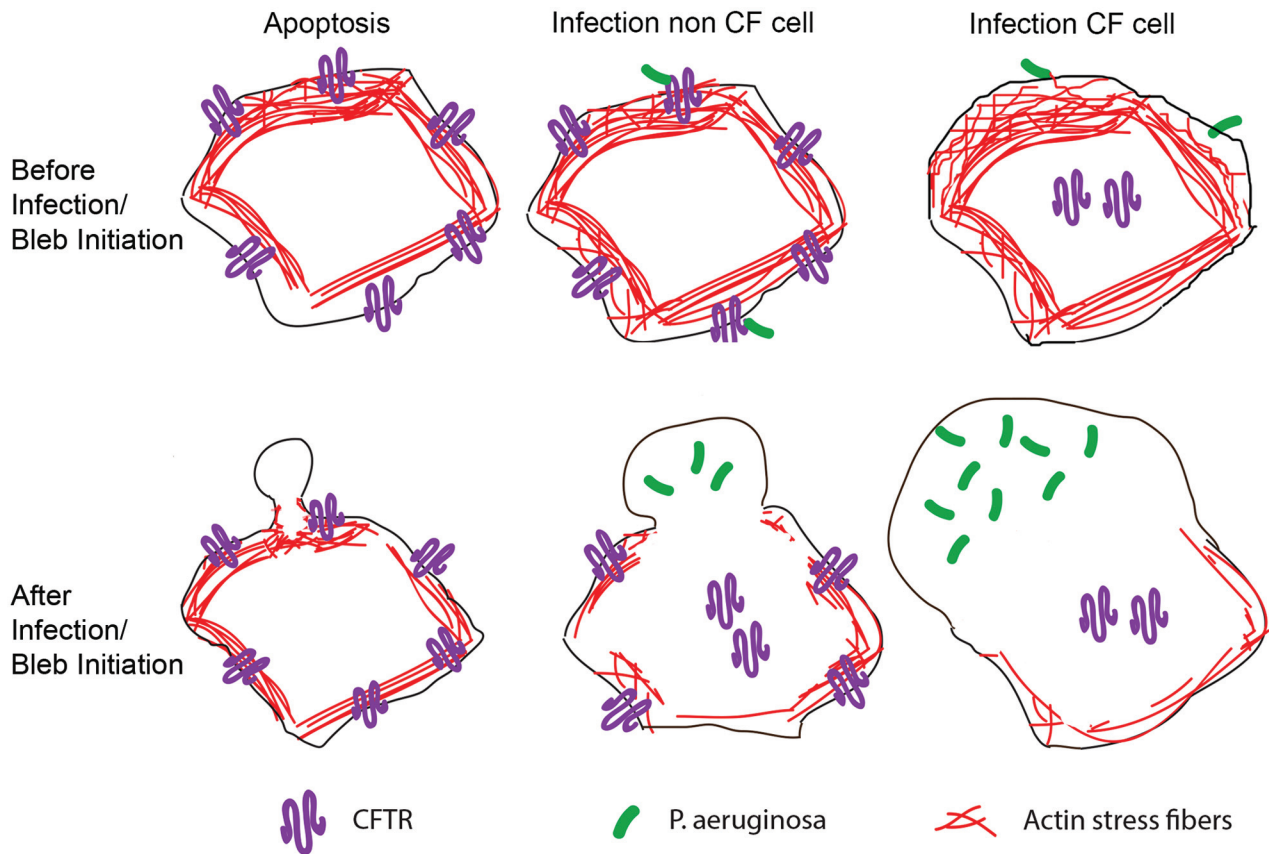 Apoptosis
Infection non CF cell
Infection CF cell
Before
Infection/
Bleb Initiation
After
Infection/
Bleb Initiation
CFTR
P. aeruginosa
Actin stress fibers